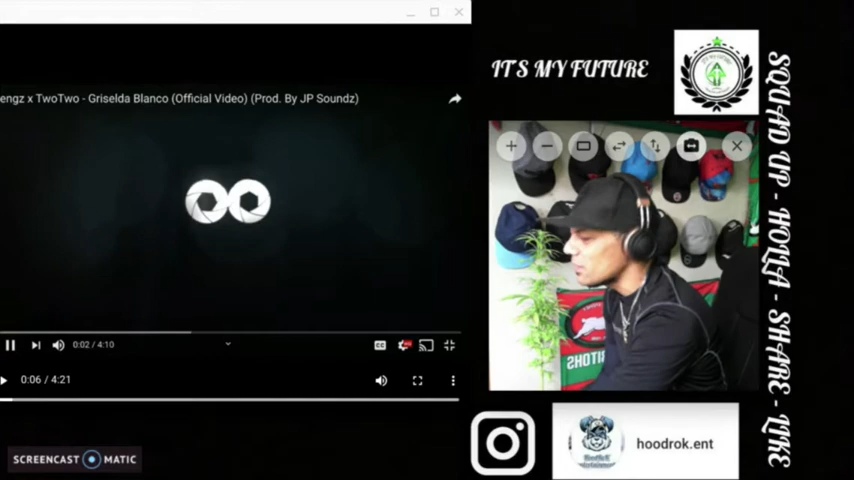 engz x TwoTwo - Griselda Blanco (Official Video) (Prod. By JP Soundz)
0:02 / 4:10
CC
0:06 / 4:21
SCREENCAST MATIC
IT'S MY FUTURE
SQUAD UP - HOLLA - SHARE - LIKE
hoodrok.ent